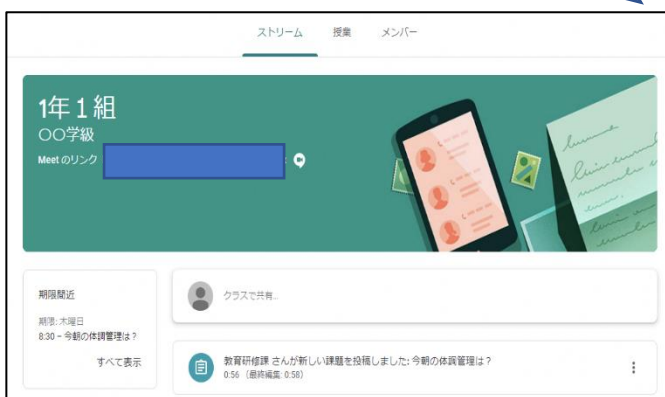 ストリーム 授業 メンバー
1年1組
〇〇学級
Meet のリンク
期限間近
期限: 木曜日
8:30 – 今朝の体調管理は？
すべて表示
クラスで共有...
教育研修課 さんが新しい課題を投稿しました: 今朝の体調管理は？
0:56 （最終編集: 0:58）